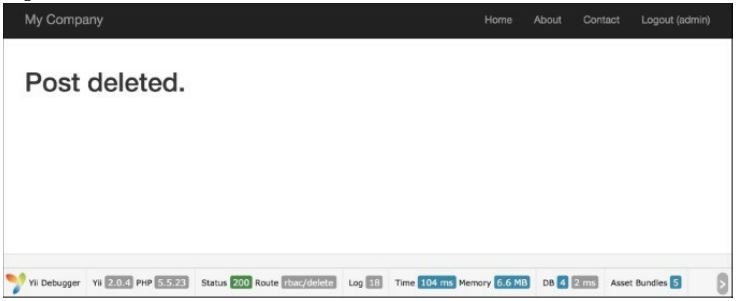 My Company Home About Contact Logout (admin)
Post deleted.
Yii Debugger Yii 2.0.4 PHP 5.5.23 Status 200 Route rbac/delete Log 18 Time 104 ms Memory 6.6 MB DB 4 2 ms Asset Bundles 5